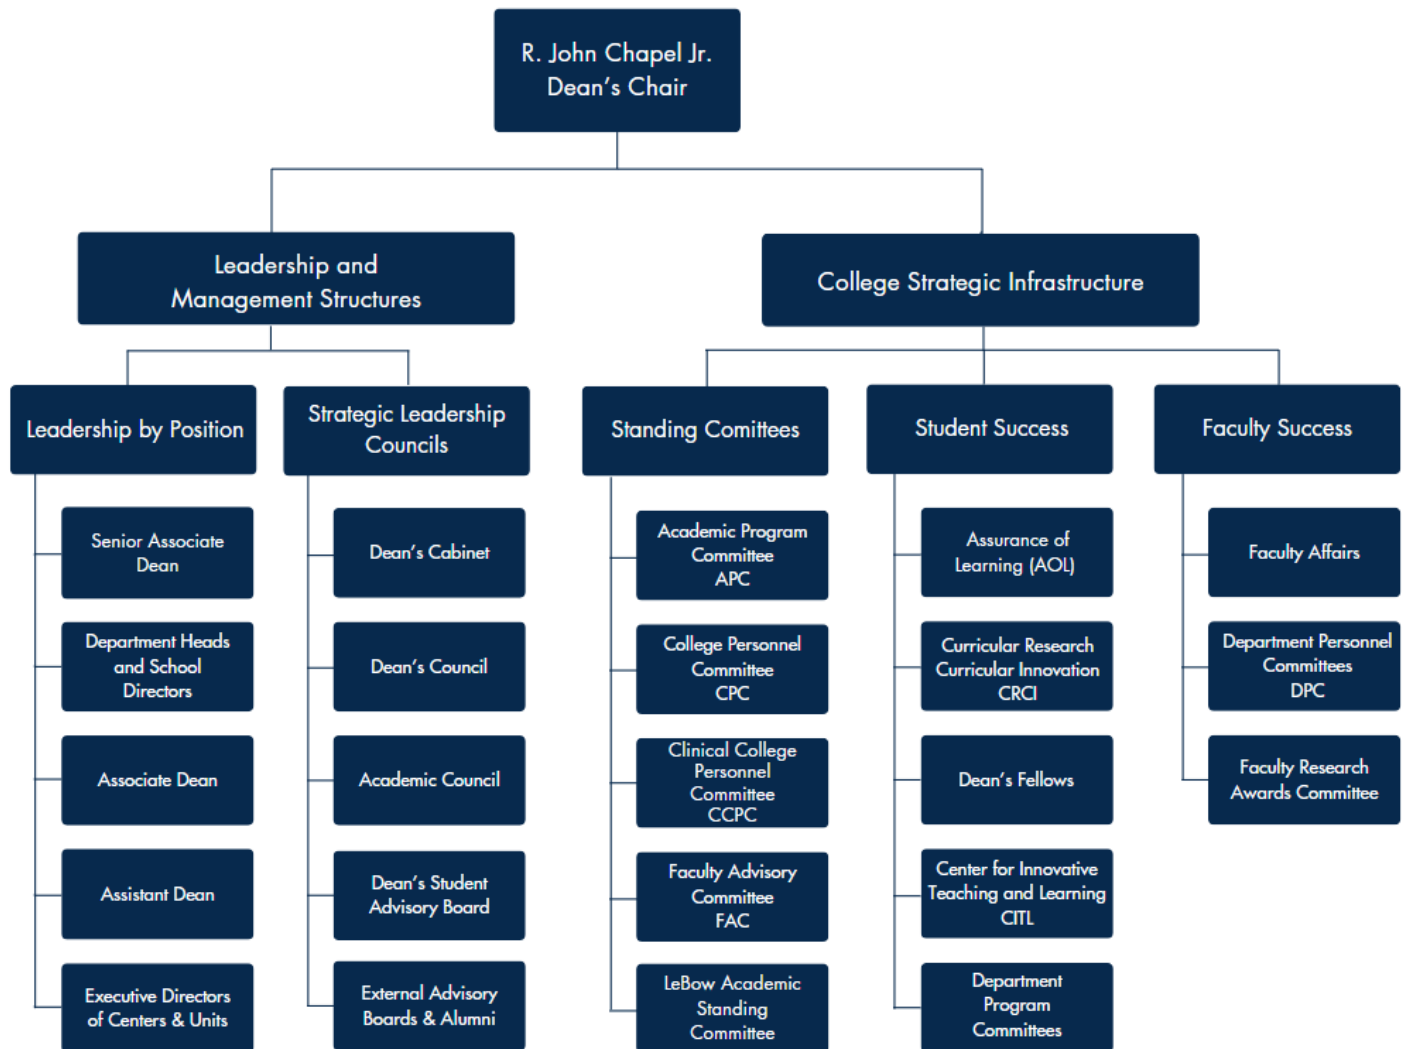 R. John Chapel Jr.
Dean's Chair
Leadership and
Management Structures
College Strategic Infrastructure
Leadership by Position
Strategic Leadership
Councils
Standing Comittees
Student Success
Faculty Success
Senior Associate
Dean
Department Heads
and School
Directors
Associate Dean
Assistant Dean
Executive Directors
of Centers & Units
Dean's Cabinet
Dean's Council
Academic Council
Dean's Student
Advisory Board
External Advisory
Boards & Alumni
Academic Program
Committee
APC
College Personnel
Committee
CPC
Clinical College
Personnel
Committee
CCPC
Faculty Advisory
Committee
FAC
LeBow Academic
Standing
Committee
Assurance of
Learning (AOL)
Curricular Research
Curricular Innovation
CRCI
Dean's Fellows
Center for Innovative
Teaching and Learning
CITL
Department
Program
Committees
Faculty Affairs
Department Personnel
Committees
DPC
Faculty Research
Awards Committee